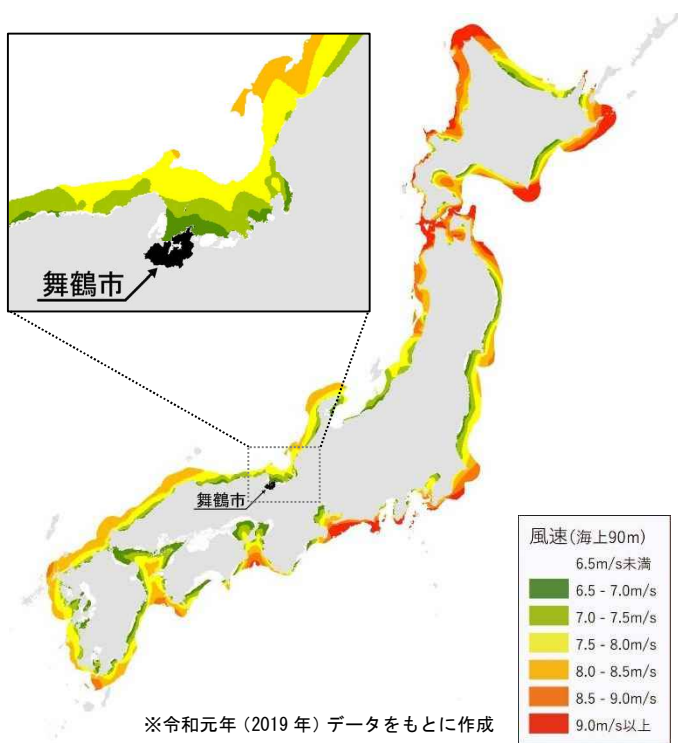 舞鶴市
舞鶴市
風速(海上90m)
6.5m/s未満
6.5 - 7.0m/s
7.0 - 7.5m/s
7.5 - 8.0m/s
8.0 - 8.5m/s
8.5 - 9.0m/s
9.0m/s以上
※令和元年(2019年)データをもとに作成